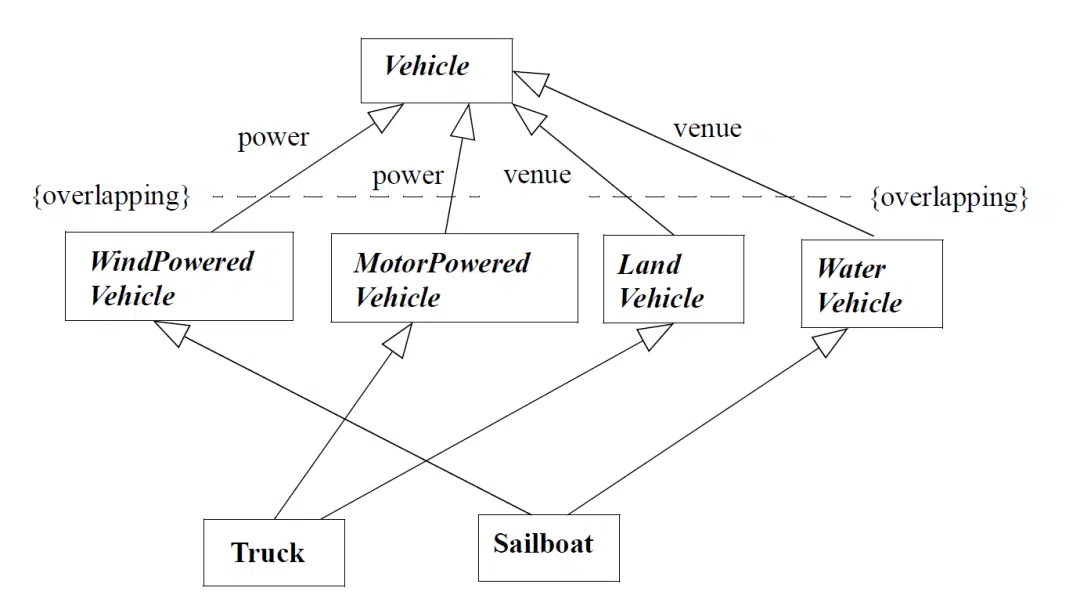 Vehicle
power
venue
power
venue
{overlapping}
{overlapping}
WindPowered
Vehicle
MotorPowered
Vehicle
Land
Vehicle
Water
Vehicle
Truck
Sailboat